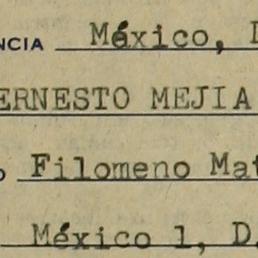 NCIA México, D
ERNESTO MEJIA
o Filomeno Mat
México 1, D.